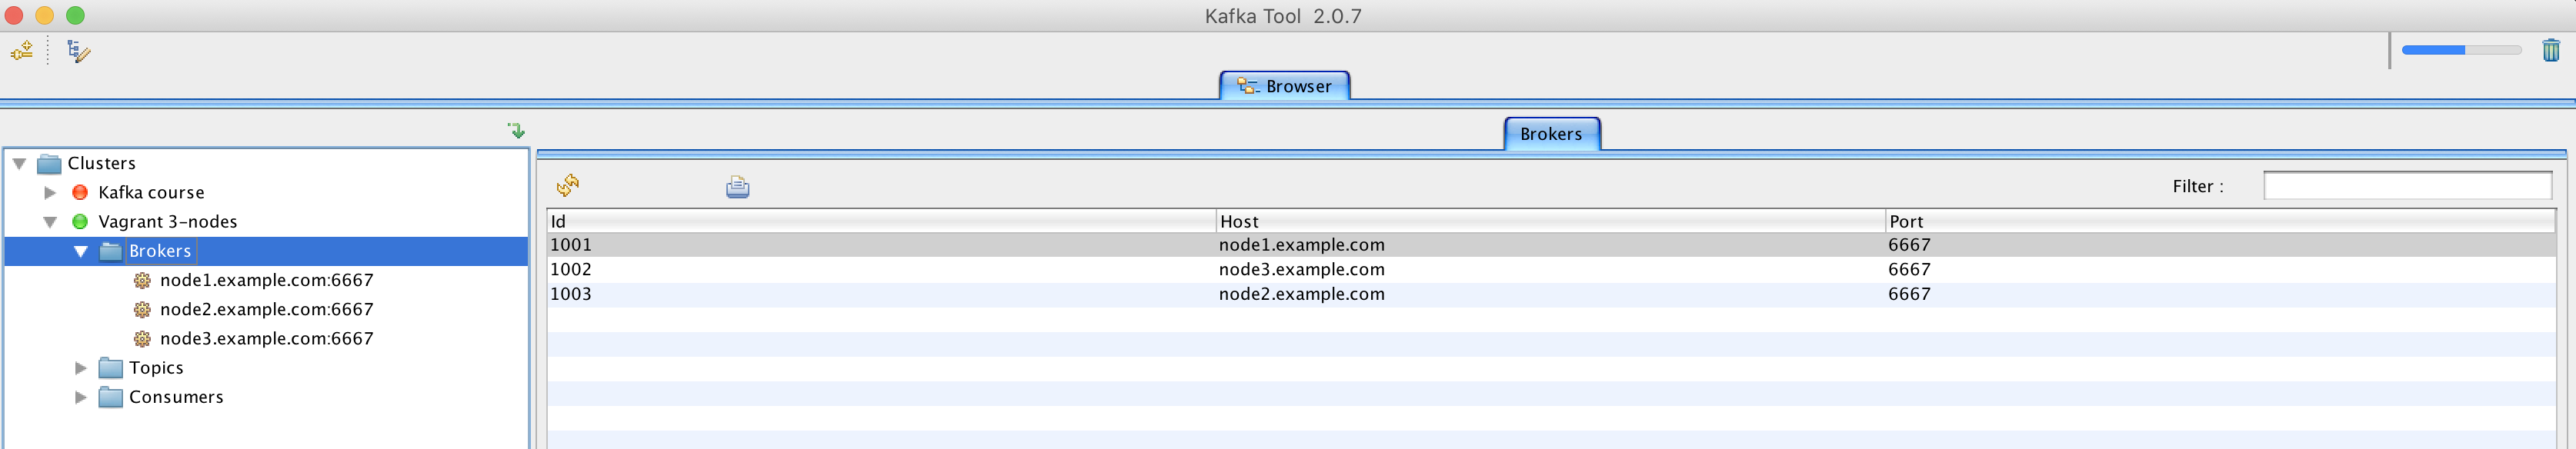 Kafka Tool 2.0.7
Browser
Brokers
Clusters
Kafka course
Vagrant 3-nodes
Brokers
node1.example.com:6667
node2.example.com:6667
node3.example.com:6667
Topics
Consumers
Filter :
Id Host Port
1001 node1.example.com 6667
1002 node3.example.com 6667
1003 node2.example.com 6667